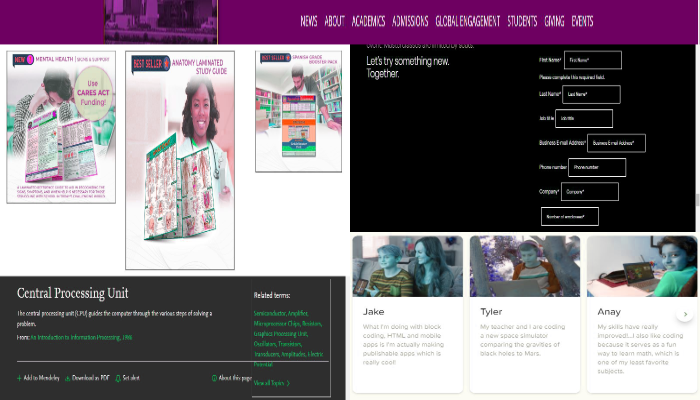 NEWS ABOUT ACADEMICS ADMISSIONS GLOBAL ENGAGEMENT STUDENTS GIVING EVENTS
NEW MENTAL HEALTH
Use
CARES ACT
Funding!
BEST SELLER ANATOMY LAMINATED
STUDY GUIDE
BEST SELLER SPANISH GRADE
BOOSTER PACK
Let's try something new.
Together.
First Name* First Name*
Please complete this required field.
Last Name* Last Name*
Job title Job title
Business E-mail Address* Business E-mail Address*
Phone number Phone number
Company* Company*
Number of employees*
Central Processing Unit
The central processing unit (CPU) guides the computer through the various steps of solving a
problem.
From: An Introduction to Information Processing, 1986
Add to Mendeley Download as PDF Set alert About this page
Related terms:
Semiconductor, Amplifier,
Microprocessor Chips, Resistors,
Graphics Processing Unit,
Oscillators, Transistors,
Transducers, Amplitudes, Electric
Potential
View all Topics
Jake
What I'm doing with block
coding, HTML and mobile
apps is I'm actually making
publishable apps which is
really cool!
Tyler
My teacher and I are coding
a new space simulator
comparing the gravities of
black holes to Mars.
Anay
My skills have really
improved!...I also like coding
because it serves as a fun
way to learn math, which is
one of my least favorite
subjects.